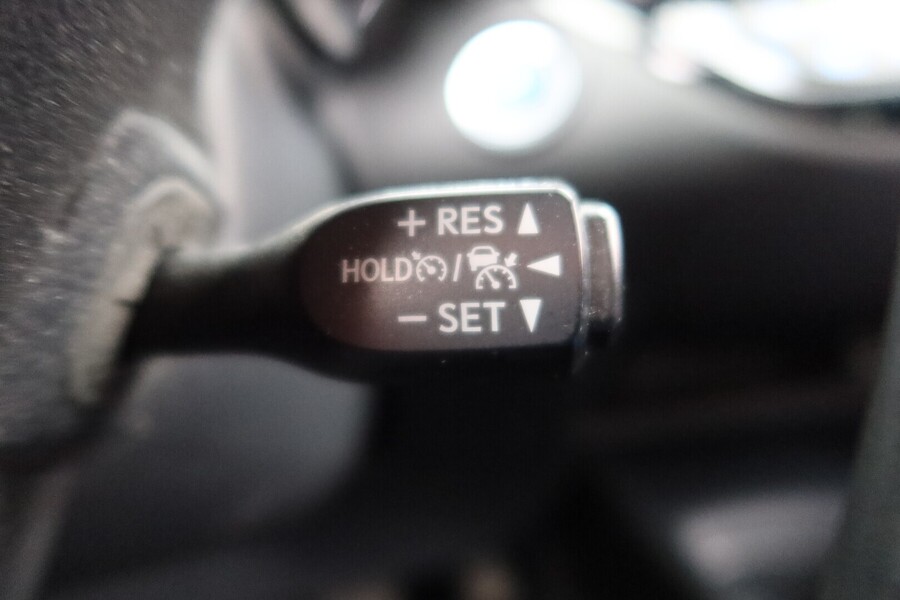 + RES ▲
HOLD / ◀
− SET ▼